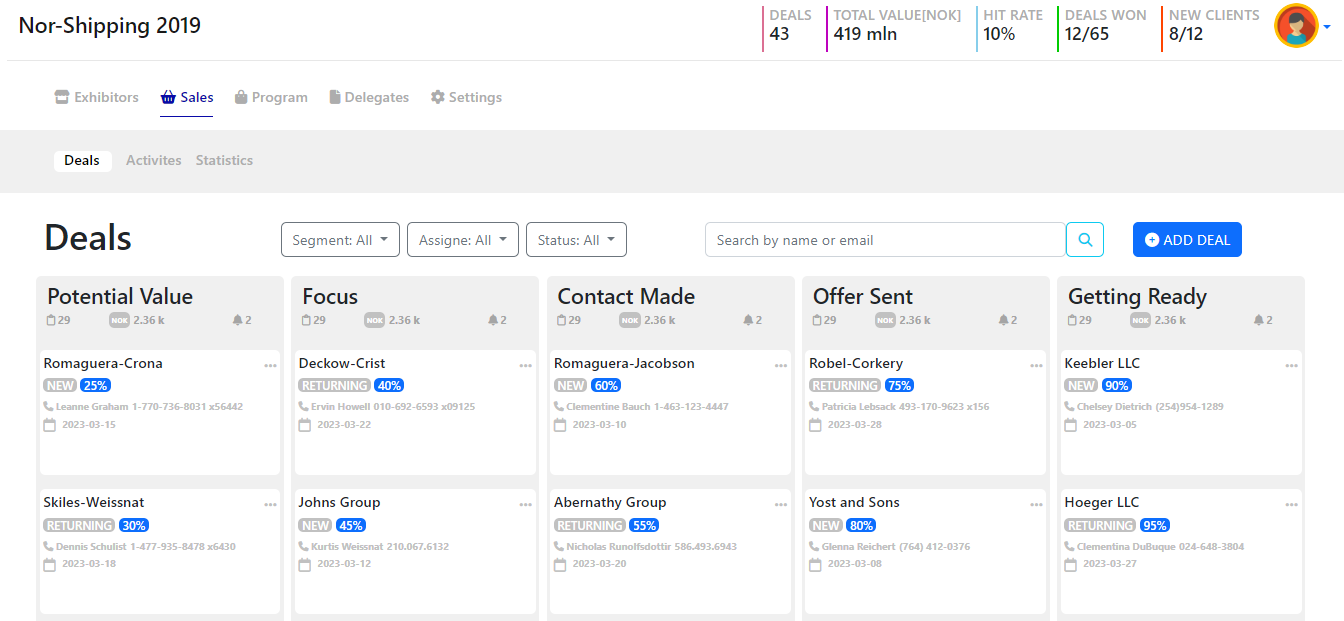 Nor-Shipping 2019
DEALS
43
TOTAL VALUE[NOK]
419 mln
HIT RATE
10%
DEALS WON
12/65
NEW CLIENTS
8/12
Exhibitors Sales Program Delegates Settings
Deals Activites Statistics
Deals
Segment: All Assigne: All Status: All Search by name or email ADD DEAL
Potential Value
29 NOK 2.36 k 2
Romaguera-Crona
NEW 25%
Leanne Graham 1-770-736-8031 x56442
2023-03-15
Skiles-Weissnat
RETURNING 30%
Dennis Schulist 1-477-935-8478 x6430
2023-03-18
Focus
29 NOK 2.36 k 2
Deckow-Crist
RETURNING 40%
Ervin Howell 010-692-6593 x09125
2023-03-22
Johns Group
NEW 45%
Kurtis Weissnat 210.067.6132
2023-03-12
Contact Made
29 NOK 2.36 k 2
Romaguera-Jacobson
NEW 60%
Clementine Bauch 1-463-123-4447
2023-03-10
Abernathy Group
RETURNING 55%
Nicholas Runolfsdottir 586.493.6943
2023-03-20
Offer Sent
29 NOK 2.36 k 2
Robel-Corkery
RETURNING 75%
Patricia Lebsack 493-170-9623 x156
2023-03-28
Yost and Sons
NEW 80%
Glenna Reichert (764) 412-0376
2023-03-08
Getting Ready
29 NOK 2.36 k 2
Keebler LLC
NEW 90%
Chelsey Dietrich (254)954-1289
2023-03-05
Hoeger LLC
RETURNING 95%
Clementina DuBuque 024-648-3804
2023-03-27